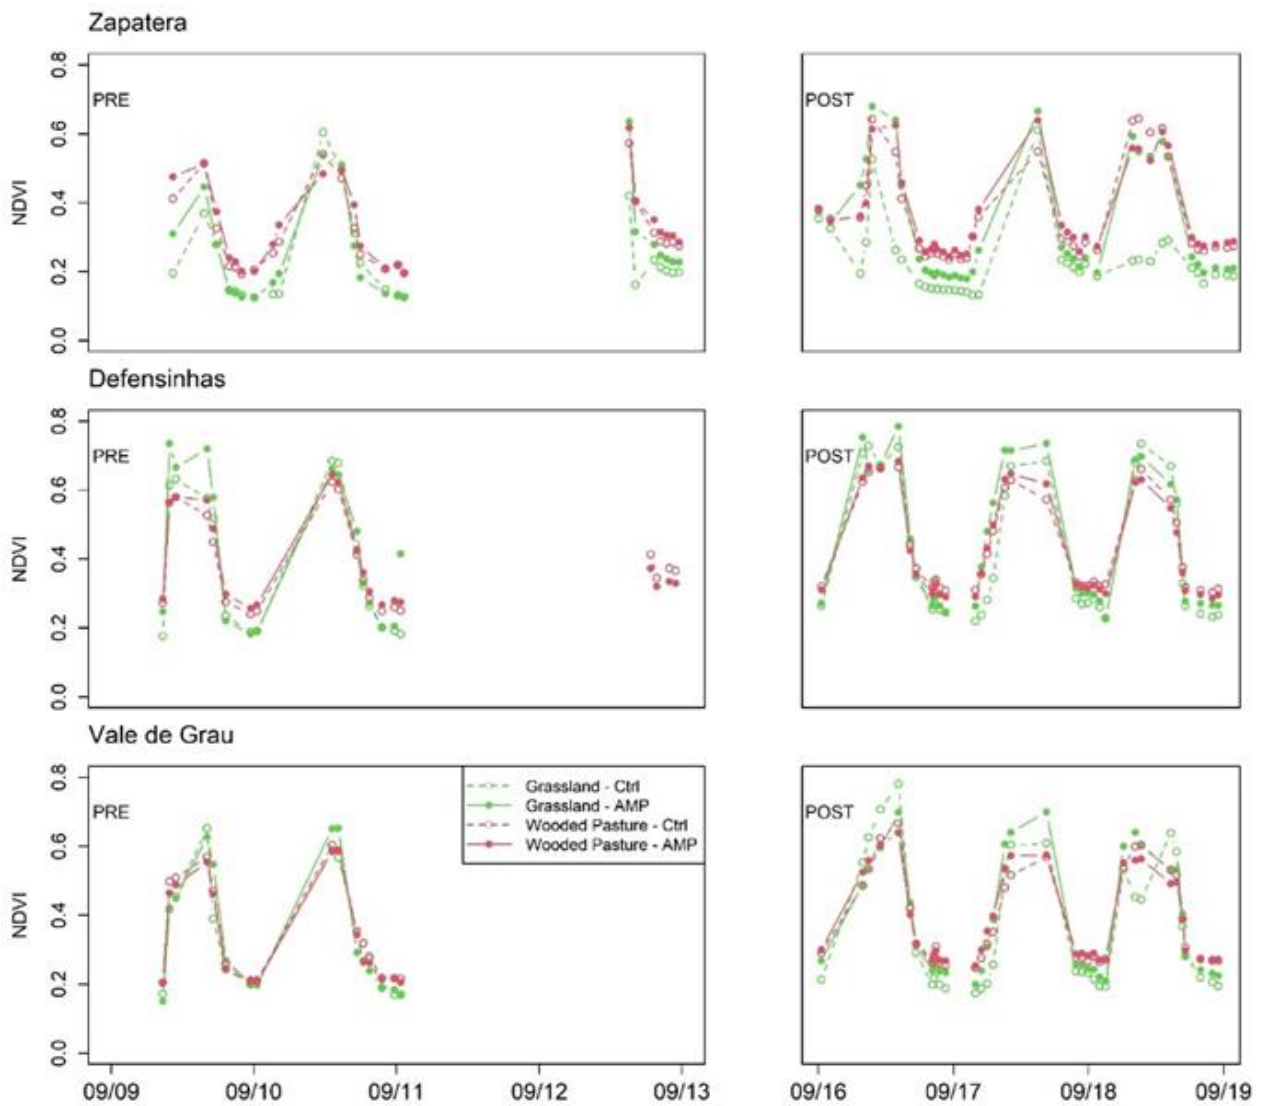 Zapatera
NDVI
0.0
0.2
0.4
0.6
0.8
PRE
POST
Defensinhas
NDVI
0.0
0.2
0.4
0.6
0.8
PRE
POST
Vale de Grau
NDVI
0.0
0.2
0.4
0.6
0.8
PRE
Grassland - Ctrl
Grassland - AMP
Wooded Pasture - Ctrl
Wooded Pasture - AMP
POST
09/09 09/10 09/11 09/12 09/13 09/16 09/17 09/18 09/19